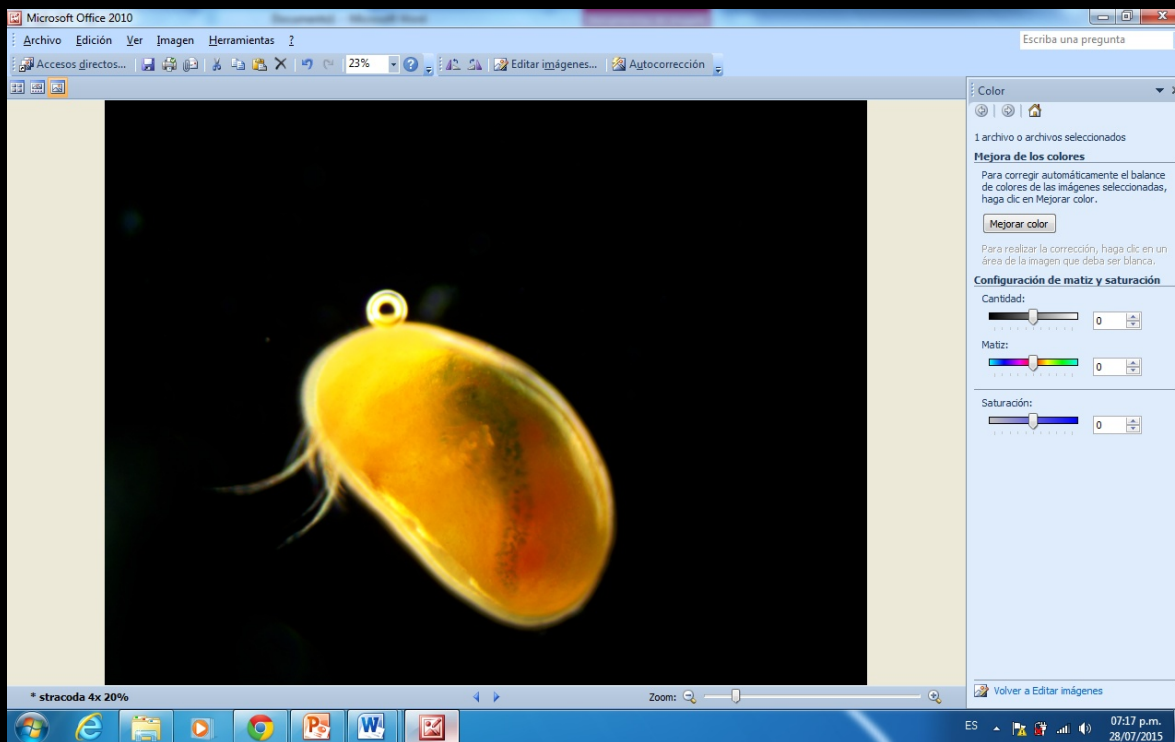 Microsoft Office 2010
Archivo Edición Ver Imagen Herramientas ?
Escriba una pregunta
Accesos directos... 23% Editar imágenes... Autocorrección
Color
1 archivo o archivos seleccionados
Mejora de los colores
Para corregir automáticamente el balance
de colores de las imágenes seleccionadas,
haga clic en Mejorar color.
Mejorar color
Para realizar la corrección, haga clic en un
área de la imagen que deba ser blanca.
Configuración de matiz y saturación
Cantidad:
0
Matiz:
0
Saturación:
0
Volver a Editar imágenes
* stracoda 4x 20%
Zoom:
ES
07:17 p.m.
28/07/2015